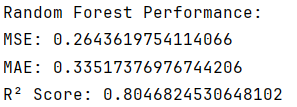 Random Forest Performance:
MSE: 0.2643619754114066
MAE: 0.33517376976744206
R² Score: 0.8046824530648102